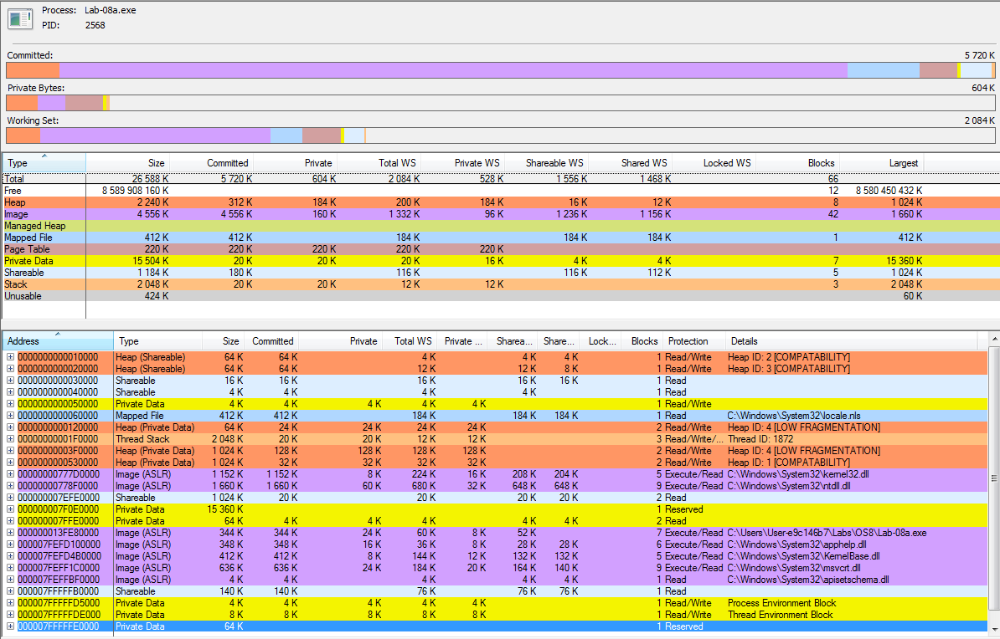 Process: Lab-08a.exe
PID: 2568
Committed: 5 720 K
Private Bytes: 604 K
Working Set: 2 084 K
Type Size Committed Private Total WS Private WS Shareable WS Shared WS Locked WS Blocks Largest
Total 26 588 K 5 720 K 604 K 2 084 K 528 K 1 556 K 1 468 K 66
Free 8 589 908 160 K 12 8 580 450 432 K
Heap 2 240 K 312 K 184 K 200 K 184 K 16 K 12 K 8 1 024 K
Image 4 556 K 4 556 K 160 K 1 332 K 96 K 1 236 K 1 156 K 42 1 660 K
Managed Heap
Mapped File 412 K 412 K 184 K 184 K 184 K 1 412 K
Page Table 220 K 220 K 220 K 220 K 220 K
Private Data 15 504 K 20 K 20 K 20 K 16 K 4 K 4 K 7 15 360 K
Shareable 1 184 K 180 K 116 K 116 K 112 K 5 1 024 K
Stack 2 048 K 20 K 20 K 12 K 12 K 3 2 048 K
Unusable 424 K 60 K
Address Type Size Committed Private Total WS Private ... Sharea... Share... Lock... Blocks Protection Details
0000000000010000 Heap (Shareable) 64 K 64 K 4 K 4 K 4 K 1 Read/Write Heap ID: 2 [COMPATABILITY]
0000000000020000 Heap (Shareable) 64 K 64 K 12 K 12 K 8 K 1 Read/Write Heap ID: 3 [COMPATABILITY]
0000000000030000 Shareable 16 K 16 K 16 K 16 K 16 K 1 Read
0000000000040000 Shareable 4 K 4 K 4 K 4 K 1 Read
0000000000050000 Private Data 4 K 4 K 4 K 4 K 4 K 1 Read/Write
0000000000060000 Mapped File 412 K 412 K 184 K 184 K 184 K 1 Read C:\Windows\System32\locale.nls
0000000000120000 Heap (Private Data) 64 K 24 K 24 K 24 K 24 K 2 Read/Write Heap ID: 4 [LOW FRAGMENTATION]
00000000001F0000 Thread Stack 2 048 K 20 K 20 K 12 K 12 K 3 Read/Write/... Thread ID: 1872
00000000003F0000 Heap (Private Data) 1 024 K 128 K 128 K 128 K 128 K 2 Read/Write Heap ID: 4 [LOW FRAGMENTATION]
0000000000530000 Heap (Private Data) 1 024 K 32 K 32 K 32 K 32 K 2 Read/Write Heap ID: 1 [COMPATABILITY]
00000000777D0000 Image (ASLR) 1 152 K 1 152 K 8 K 224 K 16 K 208 K 204 K 5 Execute/Read C:\Windows\System32\kernel32.dll
00000000778F0000 Image (ASLR) 1 660 K 1 660 K 60 K 680 K 32 K 648 K 648 K 9 Execute/Read C:\Windows\System32\ntdll.dll
000000007EFE0000 Shareable 1 024 K 20 K 20 K 20 K 20 K 2 Read
000000007F0E0000 Private Data 15 360 K 1 Reserved
000000007FFE0000 Private Data 64 K 4 K 4 K 4 K 4 K 4 K 2 Read
000000013FE80000 Image (ASLR) 344 K 344 K 24 K 60 K 8 K 52 K 7 Execute/Read C:\Users\User-e9c146b7\Labs\OS8\Lab-08a.exe
000007FEFD100000 Image (ASLR) 348 K 348 K 16 K 36 K 8 K 28 K 28 K 6 Execute/Read C:\Windows\System32\apphelp.dll
000007FEFD4B0000 Image (ASLR) 412 K 412 K 8 K 144 K 12 K 132 K 132 K 5 Execute/Read C:\Windows\System32\KernelBase.dll
000007FEFF1C0000 Image (ASLR) 636 K 636 K 24 K 184 K 20 K 164 K 140 K 9 Execute/Read C:\Windows\System32\msvcrt.dll
000007FEFFBF0000 Image (ASLR) 4 K 4 K 4 K 4 K 4 K 1 Read C:\Windows\System32\apisetschema.dll
000007FFFFFB0000 Shareable 140 K 140 K 76 K 76 K 76 K 1 Read
000007FFFFFD5000 Private Data 4 K 4 K 4 K 4 K 4 K 1 Read/Write Process Environment Block
000007FFFFFDE000 Private Data 8 K 8 K 8 K 8 K 8 K 1 Read/Write Thread Environment Block
000007FFFFFE0000 Private Data 64 K 1 Reserved